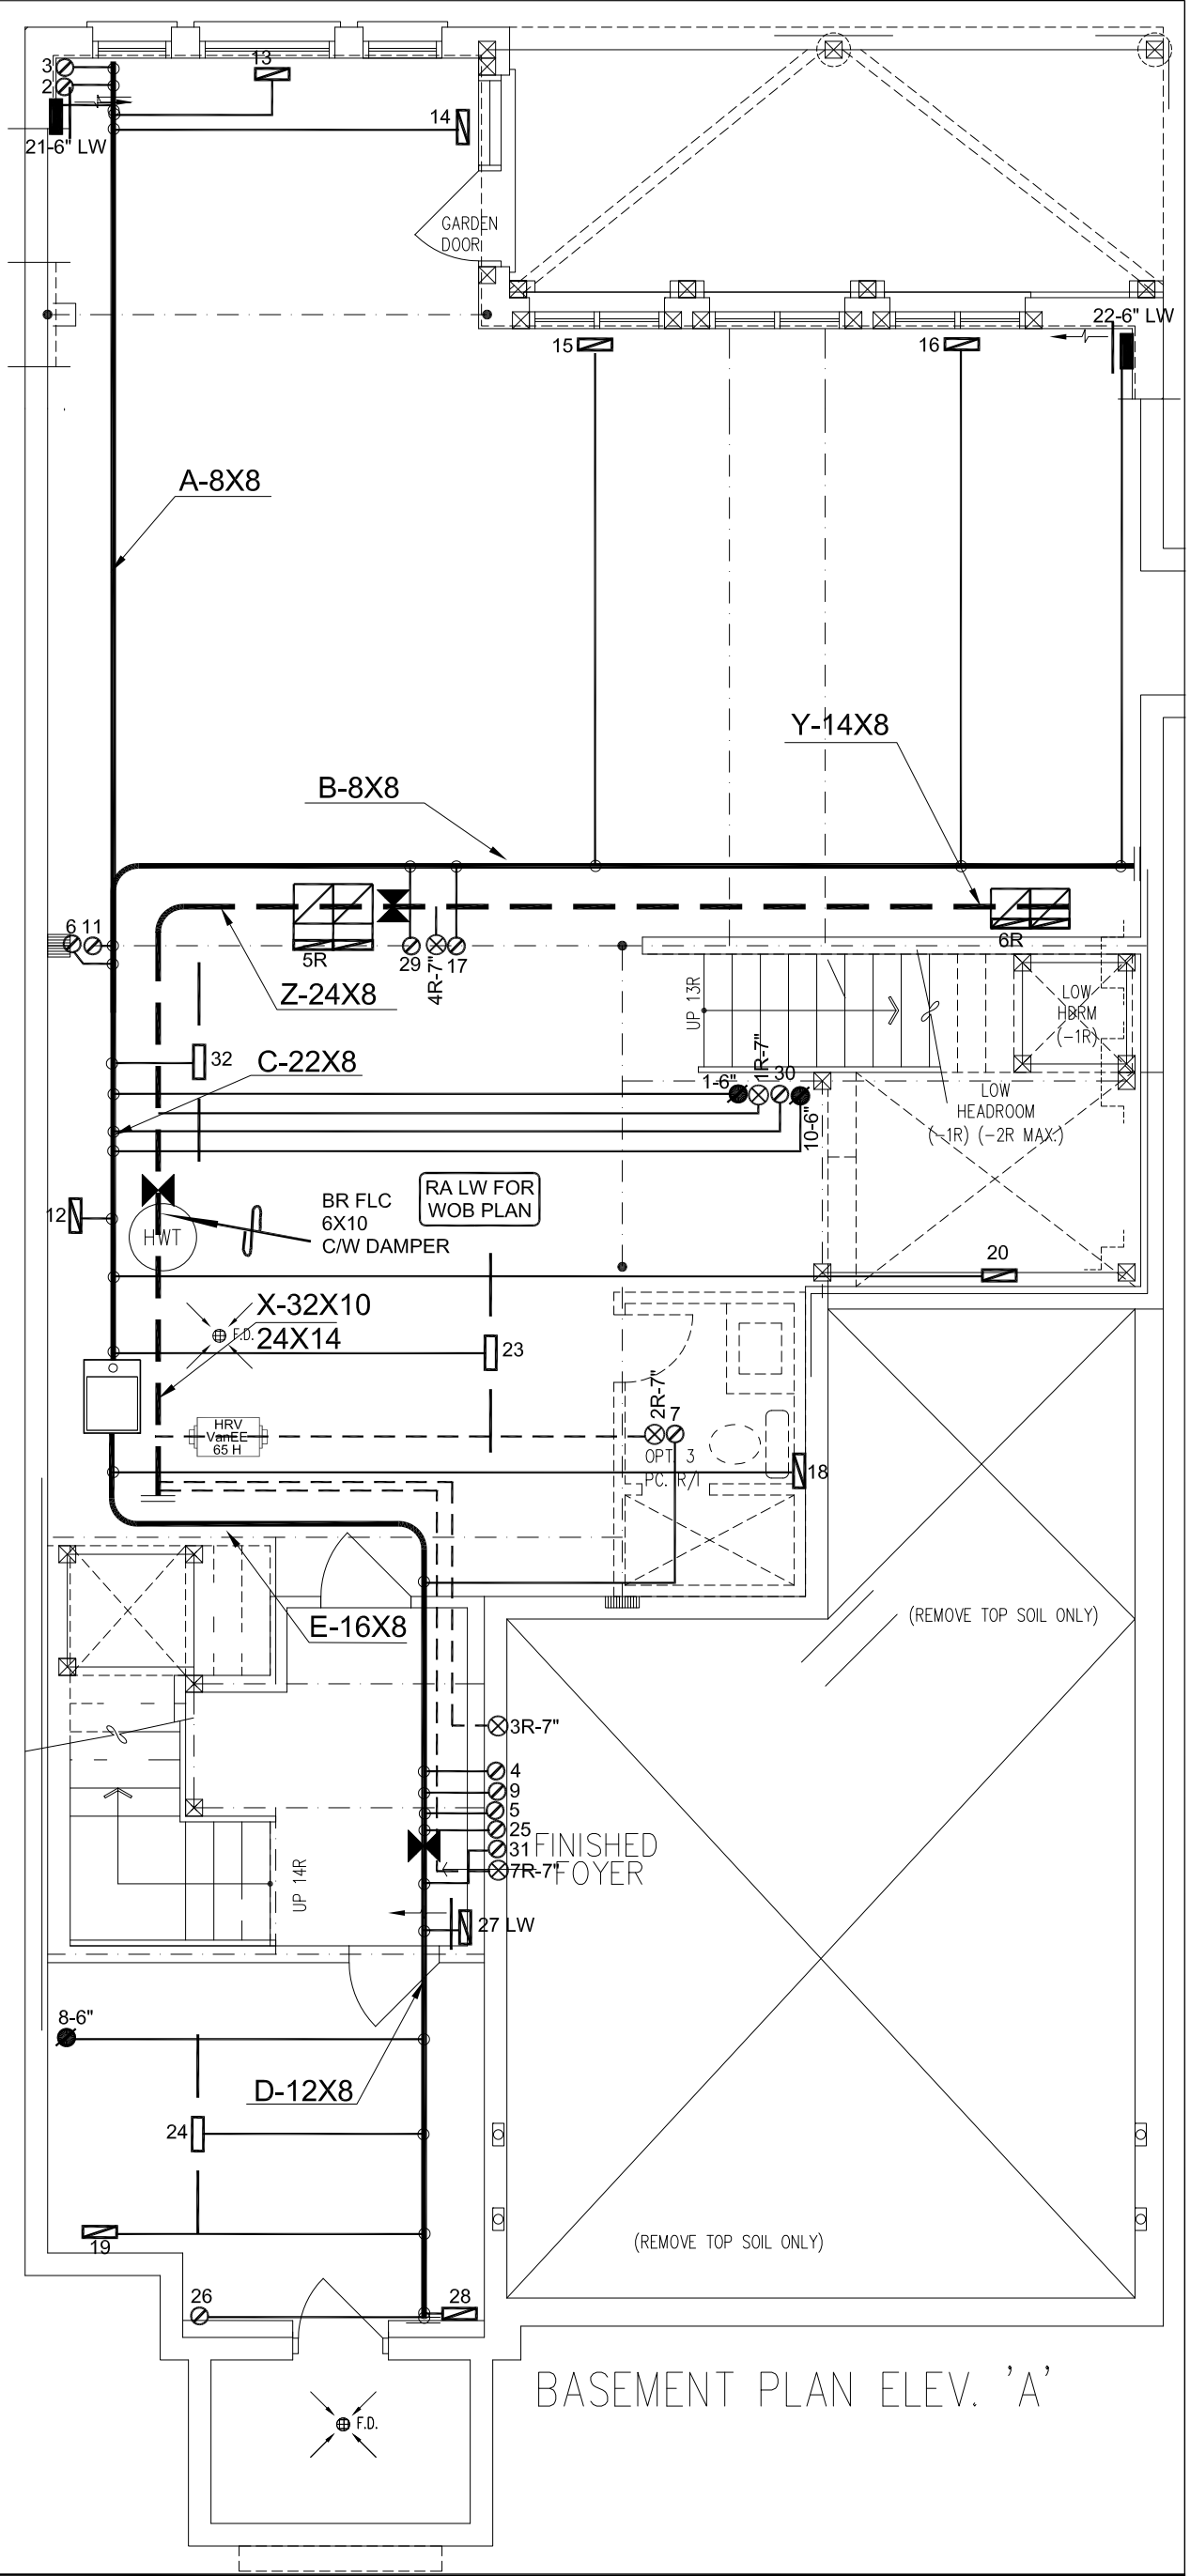 3
2
13
14
21-6" LW
GARDEN
DOOR
22-6" LW
15
16
A-8X8
Y-14X8
B-8X8
6 11
5R
29
4R-7"
17
6R
Z-24X8
UP 13R
LOW
HDRM
(-1R)
32
C-22X8
1-6"
1R-7"
30
10-6"
LOW
HEADROOM
(-1R) (-2R MAX.)
12
HWT
BR FLC
6X10
C/W DAMPER
RA LW FOR
WOB PLAN
20
X-32X10
24X14
F.D.
23
HRV
VanEE
65 H
2R-7"
7
OPT. 3
PC. R/I
18
E-16X8
(REMOVE TOP SOIL ONLY)
3R-7"
4
9
5
25
31
7R-7"
FINISHED
FOYER
UP 14R
27 LW
8-6"
D-12X8
24
19
(REMOVE TOP SOIL ONLY)
26
28
BASEMENT PLAN ELEV. 'A'
F.D.